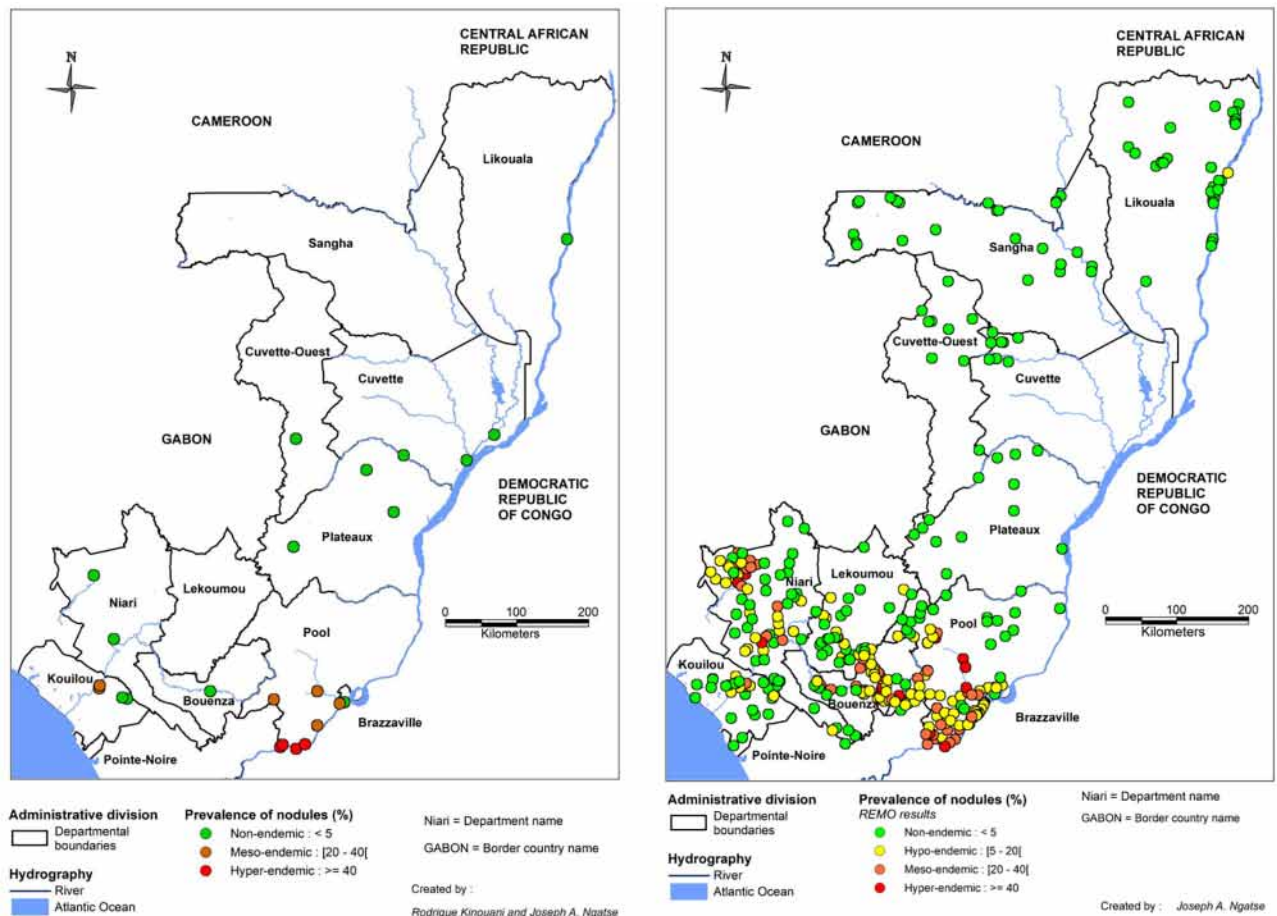 CENTRAL AFRICAN
REPUBLIC
N
CAMEROON
Likouala
Sangha
Cuvette-Ouest
Cuvette
GABON
DEMOCRATIC
REPUBLIC
OF CONGO
Plateaux
Lekoumou
Niari
Pool
0 100 200
Kilometers
Kouilou
Bouenza
Brazzaville
Pointe-Noire
Administrative division
Departmental
boundaries
Hydrography
River
Atlantic Ocean
Prevalence of nodules (%)
Non-endemic : < 5
Meso-endemic : [20 - 40[
Hyper-endemic : >= 40
Niari = Department name
GABON = Border country name
Created by :
Rodrigue Kinouani and Joseph A. Ngatse
CENTRAL AFRICAN
REPUBLIC
N
CAMEROON
Likouala
Sangha
Cuvette-Ouest
Cuvette
GABON
DEMOCRATIC
REPUBLIC
OF CONGO
Plateaux
Lekoumou
Niari
Pool
0 100 200
Kilometers
Kouilou
Bouenza
Brazzaville
Pointe-Noire
Administrative division
Departmental
boundaries
Hydrography
River
Atlantic Ocean
Prevalence of nodules (%)
REMO results
Non-endemic : < 5
Hypo-endemic : [5 - 20[
Meso-endemic : [20 - 40[
Hyper-endemic : >= 40
Niari = Department name
GABON = Border country name
Created by : Joseph A. Ngatse